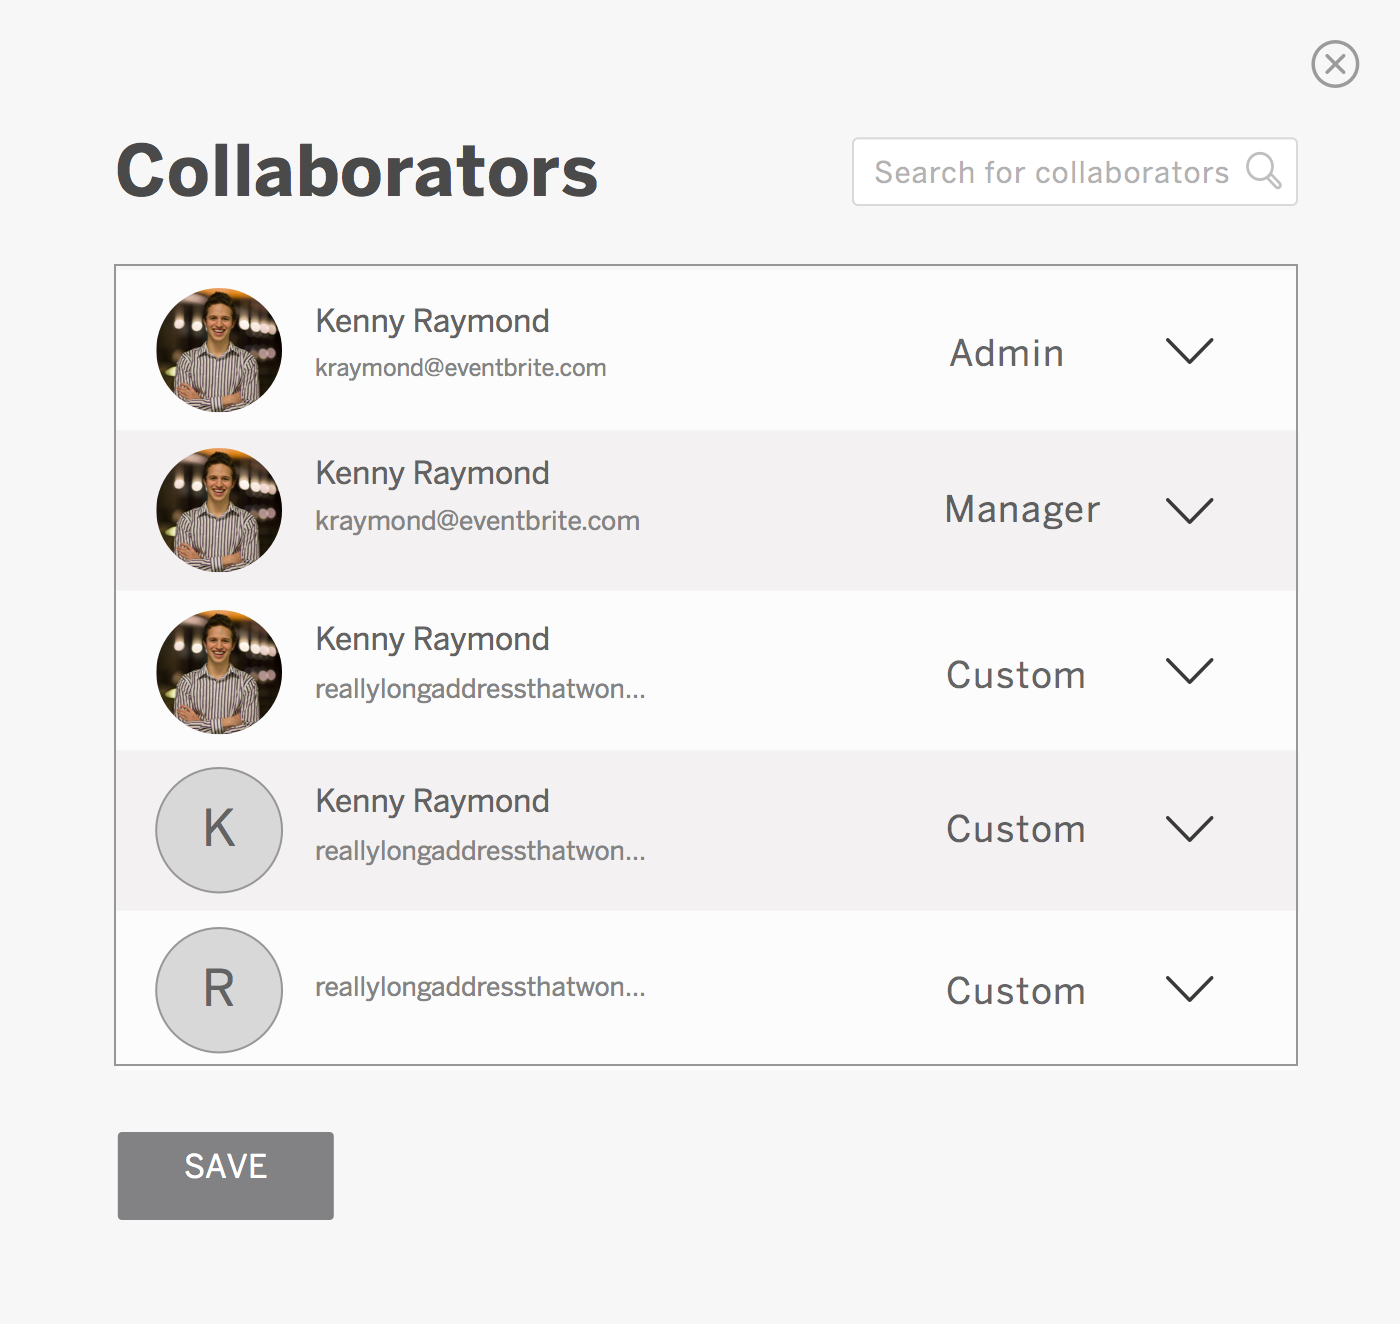 Collaborators
Search for collaborators
Kenny Raymond
kraymond@eventbrite.com
Admin
Kenny Raymond
kraymond@eventbrite.com
Manager
Kenny Raymond
reallylongaddressthatwon...
Custom
K
Kenny Raymond
reallylongaddressthatwon...
Custom
R
reallylongaddressthatwon...
Custom
SAVE